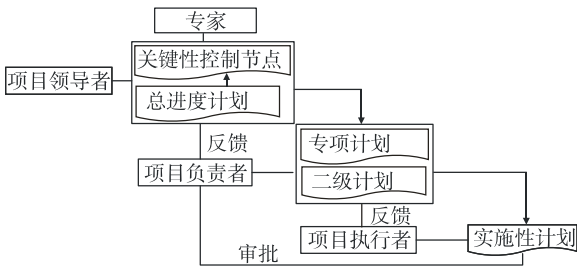 专家
关键性控制节点
项目领导者
总进度计划
反馈
专项计划
项目负责者
二级计划
反馈
项目执行者
实施性计划
审批